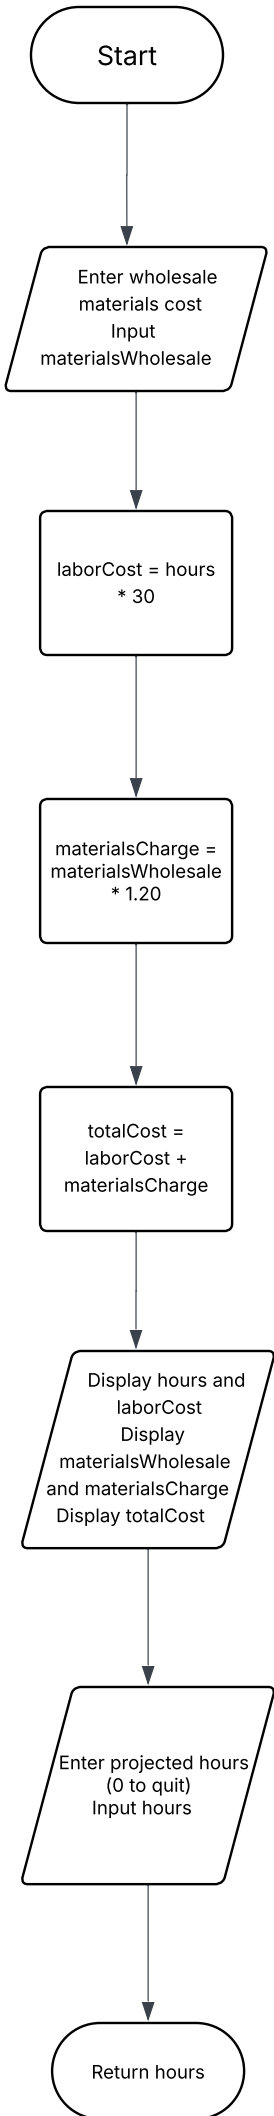 Start
Enter wholesale
materials cost
Input
materialsWholesale
laborCost = hours
* 30
materialsCharge =
materialsWholesale
* 1.20
totalCost =
laborCost +
materialsCharge
Display hours and
laborCost
Display
materialsWholesale
and materialsCharge
Display totalCost
Enter projected hours
(0 to quit)
Input hours
Return hours